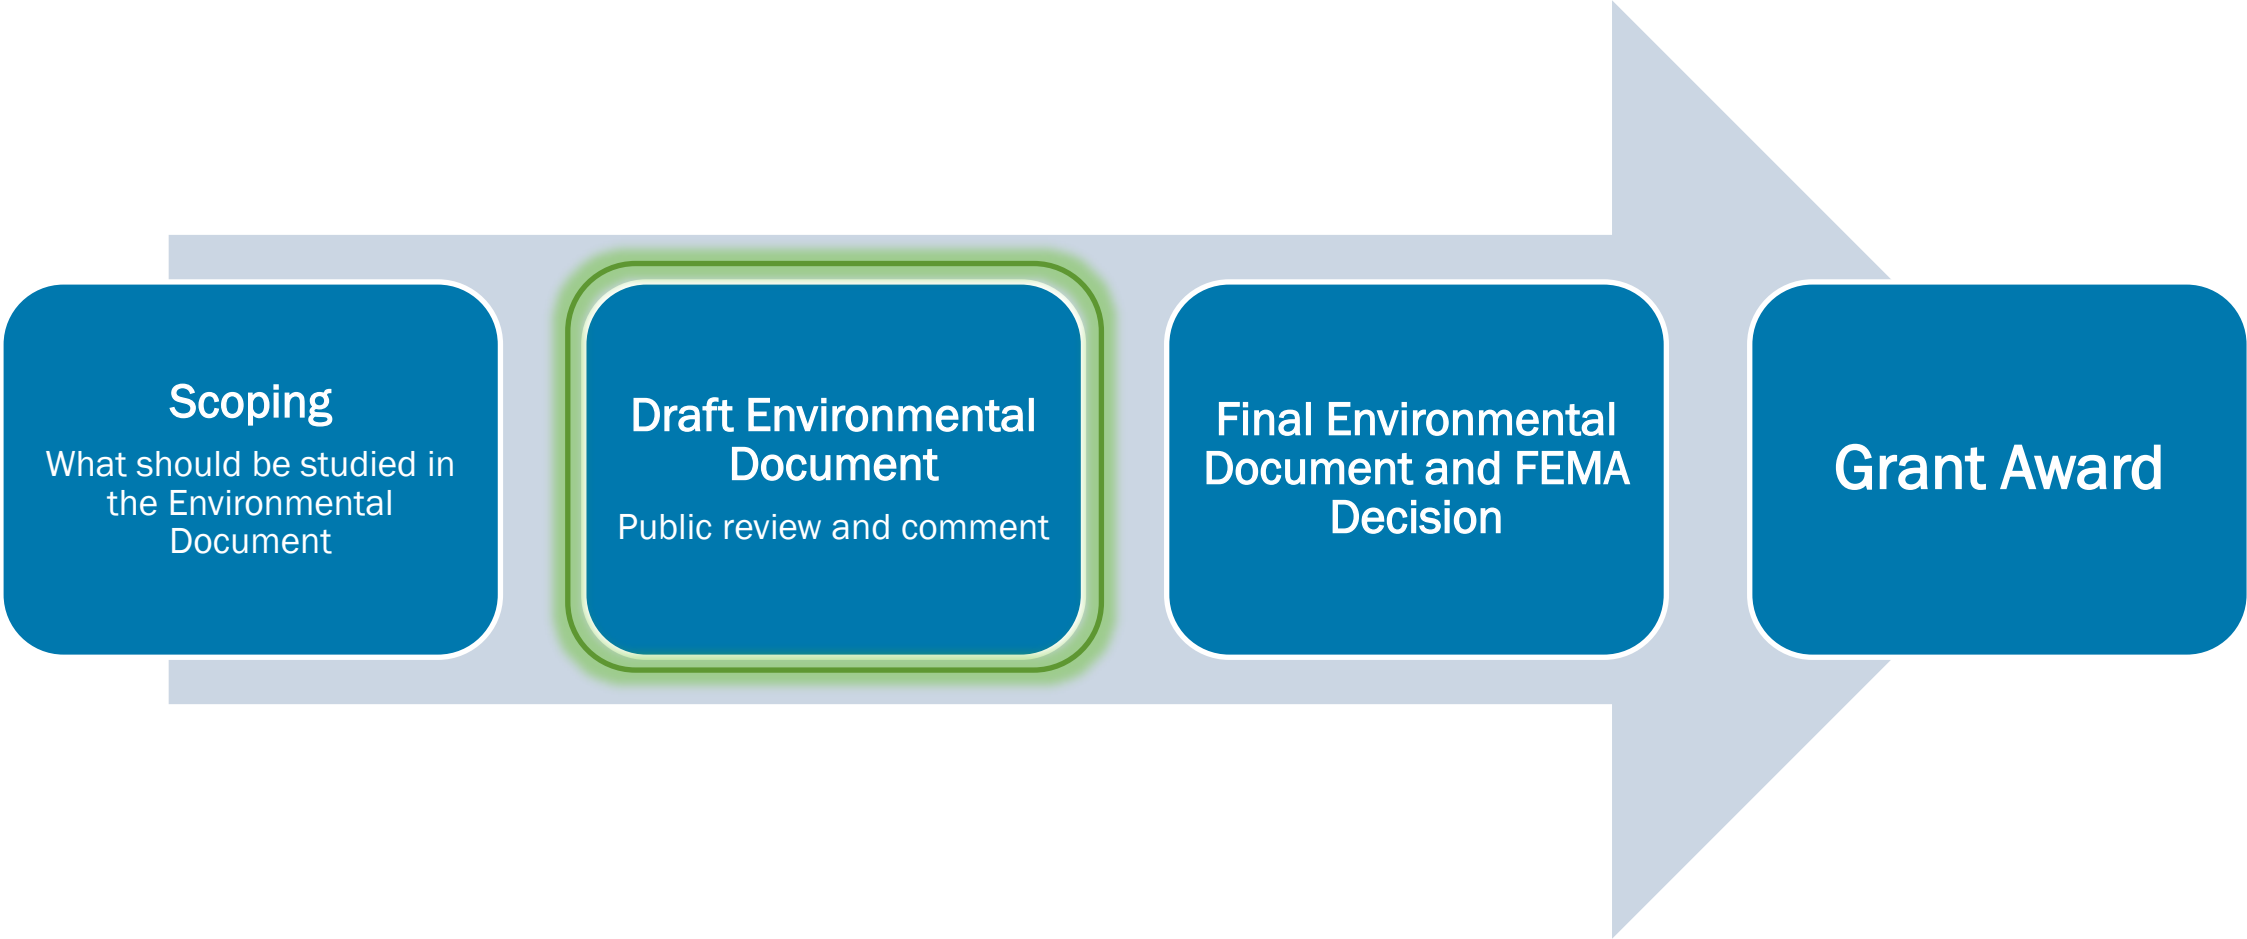 Scoping
What should be studied in
the Environmental
Document
Draft Environmental
Document
Public review and comment
Final Environmental
Document and FEMA
Decision
Grant Award